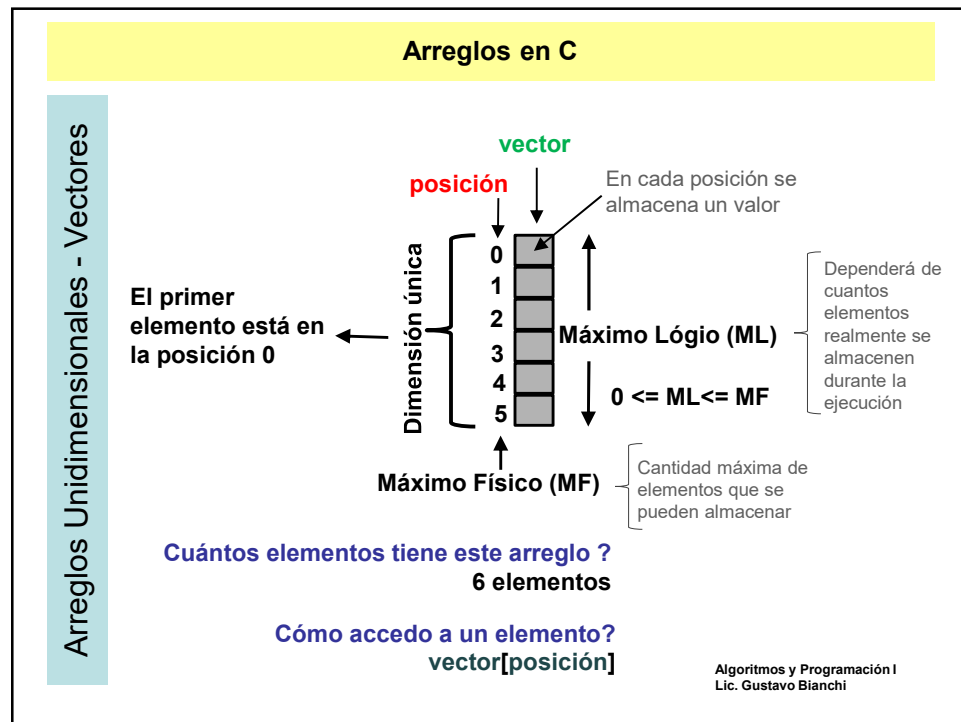 Arreglos en C
Arreglos Unidimensionales - Vectores
vector
posición
En cada posición se
almacena un valor
El primer
elemento está en
la posición 0
Dimensión única
0
1
2
3
4
5
Máximo Lógio (ML)
0 <= ML<= MF
Dependerá de
cuantos
elementos
realmente se
almacenen
durante la
ejecución
Máximo Físico (MF)
Cantidad máxima de
elementos que se
pueden almacenar
Cuántos elementos tiene este arreglo ?
6 elementos
Cómo accedo a un elemento?
vector[posición]
Algoritmos y Programación I
Lic. Gustavo Bianchi